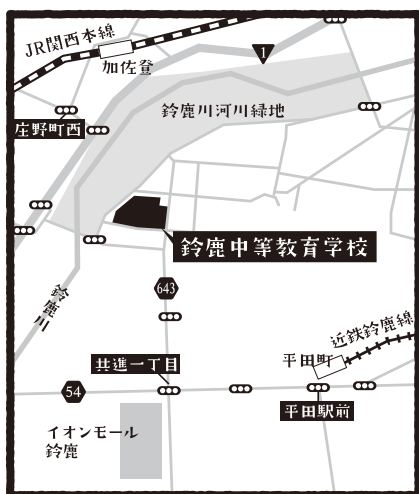 JR関西本線
1
加佐登
鈴鹿川河川緑地
庄野町西
鈴鹿中等教育学校
鈴鹿川
643
近鉄鈴鹿線
平田町
共進一丁目
54
平田駅前
イオンモール
鈴鹿